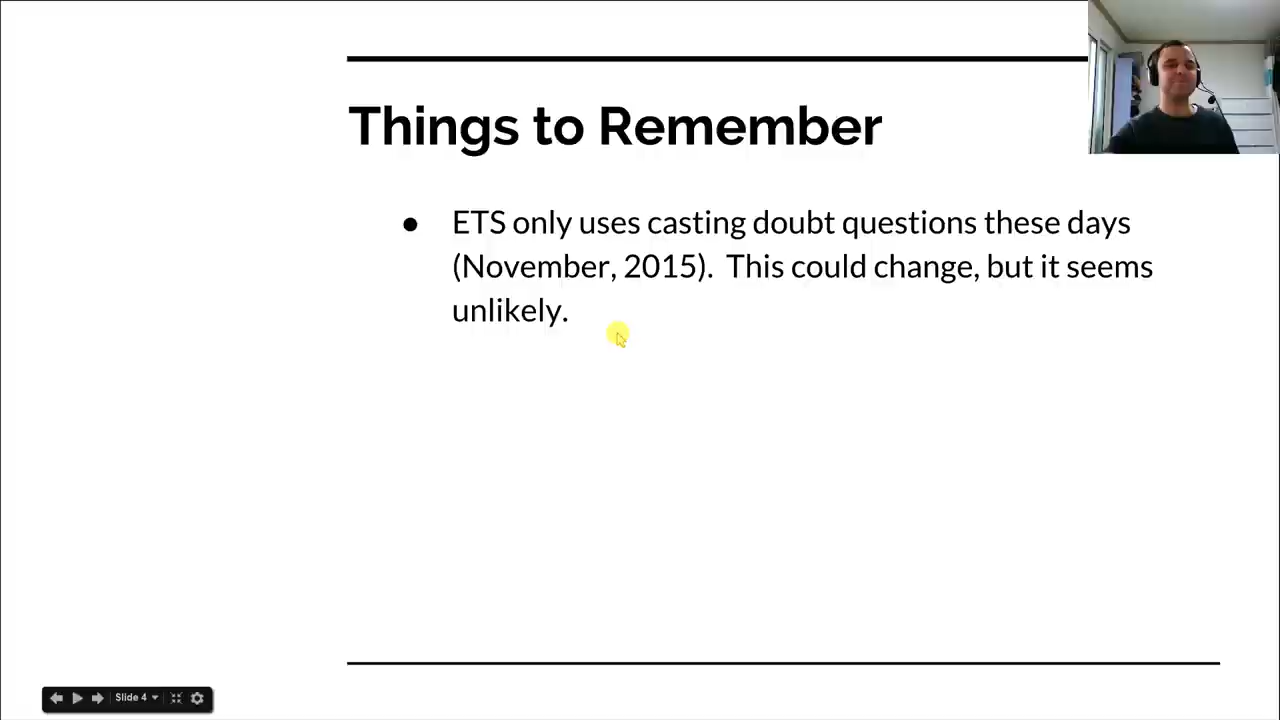 Things to Remember
● ETS only uses casting doubt questions these days
(November, 2015).  This could change, but it seems
unlikely.
Slide 4